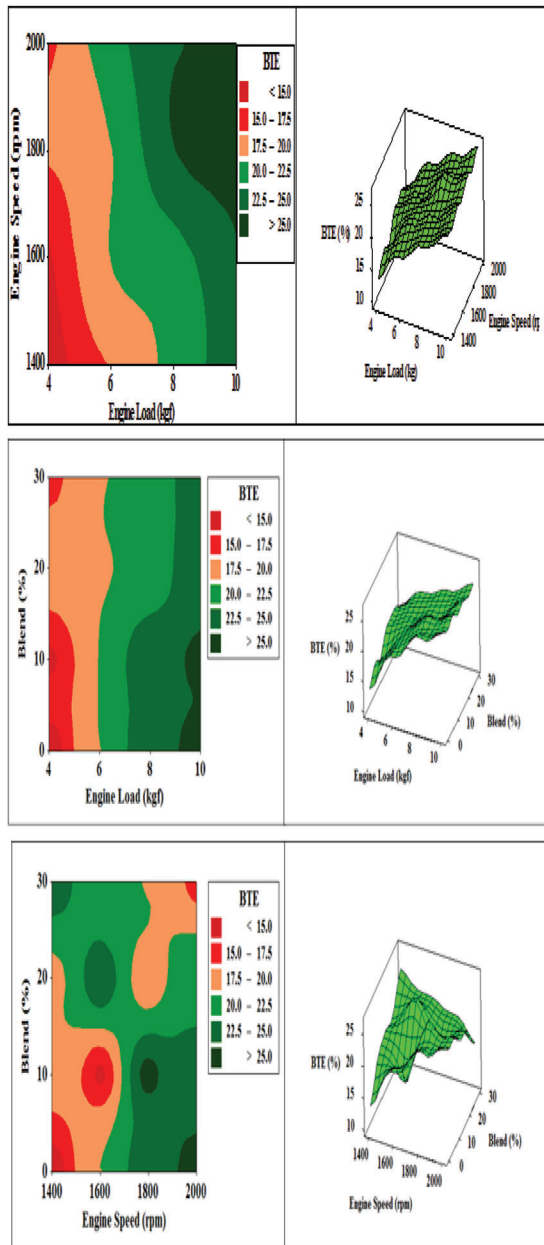 BTE
< 15.0
15.0 – 17.5
17.5 – 20.0
20.0 – 22.5
22.5 – 25.0
> 25.0
2000
1800
1600
1400
Engine Speed (rpm)
4 6 8 10
Engine Load (kgf)
BTE (%)
25
20
15
10
4 6 8 10
Engine Load (kg)
1400 1600 1800 2000
Engine Speed (rp
BTE
< 15.0
15.0 – 17.5
17.5 – 20.0
20.0 – 22.5
22.5 – 25.0
> 25.0
30
20
10
0
Blend (%)
4 6 8 10
Engine Load (kgf)
BTE (%)
25
20
15
10
4 6 8 10
Engine Load (kgf)
0 10 20 30
Blend (%)
BTE
< 15.0
15.0 – 17.5
17.5 – 20.0
20.0 – 22.5
22.5 – 25.0
> 25.0
30
20
10
0
Blend (%)
1400 1600 1800 2000
Engine Speed (rpm)
BTE (%)
25
20
15
10
1400 1600 1800 2000
Engine Speed (rpm)
0 10 20 30
Blend (%)